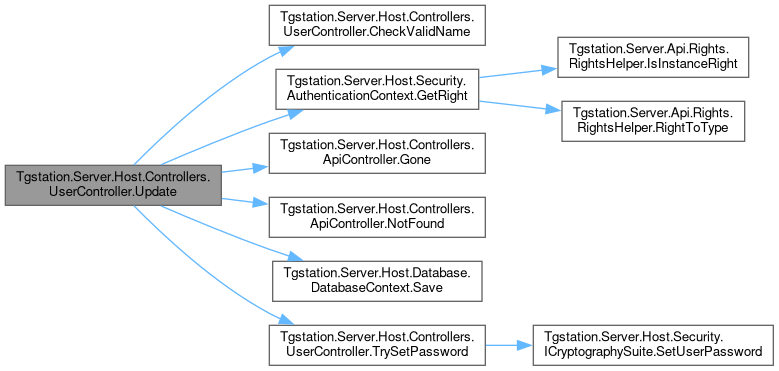 Tgstation.Server.Host.Controllers.
UserController.Update
Tgstation.Server.Host.Controllers.
UserController.CheckValidName
Tgstation.Server.Host.Security.
AuthenticationContext.GetRight
Tgstation.Server.Api.Rights.
RightsHelper.IsInstanceRight
Tgstation.Server.Api.Rights.
RightsHelper.RightToType
Tgstation.Server.Host.Controllers.
ApiController.Gone
Tgstation.Server.Host.Controllers.
ApiController.NotFound
Tgstation.Server.Host.Database.
DatabaseContext.Save
Tgstation.Server.Host.Controllers.
UserController.TrySetPassword
Tgstation.Server.Host.Security.
ICryptographySuite.SetUserPassword